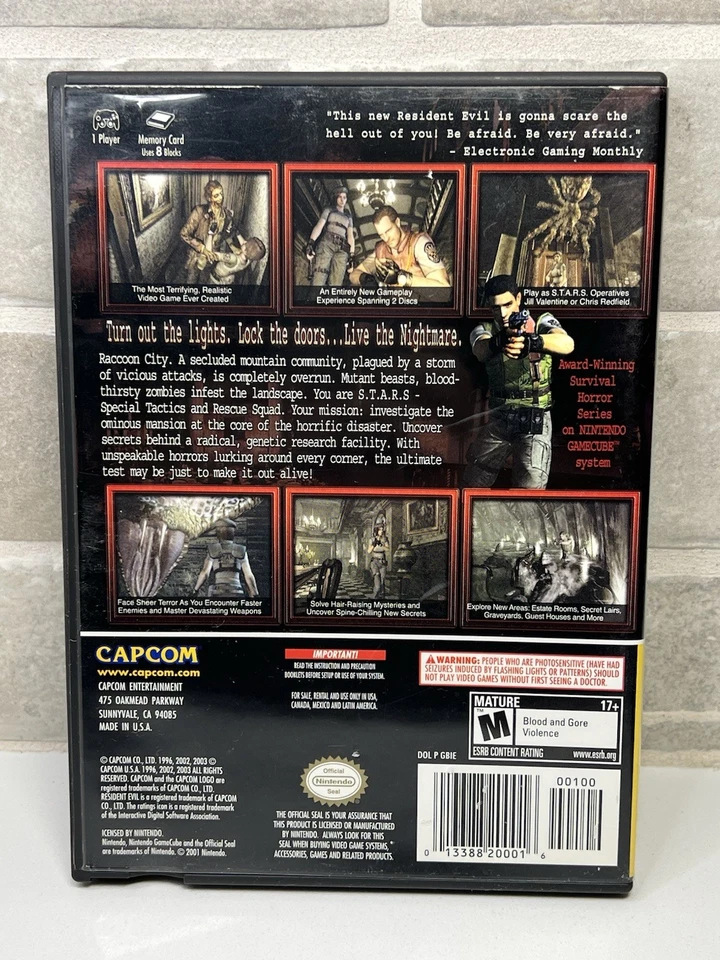 1 Player
Memory Card
Uses 8 Blocks
"This new Resident Evil is gonna scare the
hell out of you! Be afraid. Be very afraid."
- Electronic Gaming Monthly
The Most Terrifying, Realistic
Video Game Ever Created
An Entirely New Gameplay
Experience Spanning 2 Discs
Play as S.T.A.R.S. Operatives
Jill Valentine or Chris Redfield
Turn out the lights. Lock the doors...Live the Nightmare.
Raccoon City. A secluded mountain community, plagued by a storm
of vicious attacks, is completely overrun. Mutant beasts, blood-
thirsty zombies infest the landscape. You are S.T.A.R.S -
Special Tactics and Rescue Squad. Your mission: investigate the
ominous mansion at the core of the horrific disaster. Uncover
secrets behind a radical, genetic research facility. With
unspeakable horrors lurking around every corner, the ultimate
test may be just to make it out alive!
Award-Winning
Survival
Horror
Series
on NINTENDO
GAMECUBE™
system
Face Sheer Terror As You Encounter Faster
Enemies and Master Devastating Weapons
Solve Hair-Raising Mysteries and
Uncover Spine-Chilling New Secrets
Explore New Areas: Estate Rooms, Secret Lairs,
Graveyards, Guest Houses and More
CAPCOM
www.capcom.com
CAPCOM ENTERTAINMENT
475 OAKMEAD PARKWAY
SUNNYVALE, CA 94085
MADE IN U.S.A.
IMPORTANT!
READ THE INSTRUCTION AND PRECAUTION
BOOKLETS BEFORE SETUP OR USE OF YOUR SYSTEM.
FOR SALE, RENTAL AND USE ONLY IN USA,
CANADA, MEXICO AND LATIN AMERICA.
WARNING: PEOPLE WHO ARE PHOTOSENSITIVE (HAVE HAD
SEIZURES INDUCED BY FLASHING LIGHTS OR PATTERNS) SHOULD
NOT PLAY VIDEO GAMES WITHOUT FIRST SEEING A DOCTOR.
MATURE 17+
M
Blood and Gore
Violence
ESRB CONTENT RATING www.esrb.org
DOL P GBIE
© CAPCOM CO., LTD. 1996, 2002, 2003 ©
CAPCOM U.S.A. 1996, 2002, 2003 ALL RIGHTS
RESERVED. CAPCOM and the CAPCOM LOGO are
registered trademarks of CAPCOM CO., LTD.
RESIDENT EVIL is a registered trademark of CAPCOM
CO., LTD. The ratings icon is a registered trademark
of the Interactive Digital Software Association.
ICENSED BY NINTENDO.
Nintendo, Nintendo GameCube and the Official Seal
are trademarks of Nintendo. © 2001 Nintendo.
Official
Nintendo
Seal
THE OFFICIAL SEAL IS YOUR ASSURANCE THAT
THIS PRODUCT IS LICENSED OR MANUFACTURED
BY NINTENDO. ALWAYS LOOK FOR THIS
SEAL WHEN BUYING VIDEO GAME SYSTEMS,
ACCESSORIES, GAMES AND RELATED PRODUCTS.
00100
0 13388 20001 6